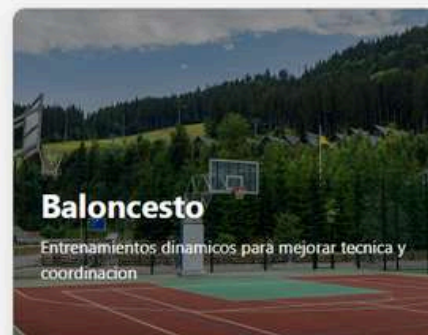 Baloncesto
Entrenamientos dinamicos para mejorar tecnica y
coordinacion